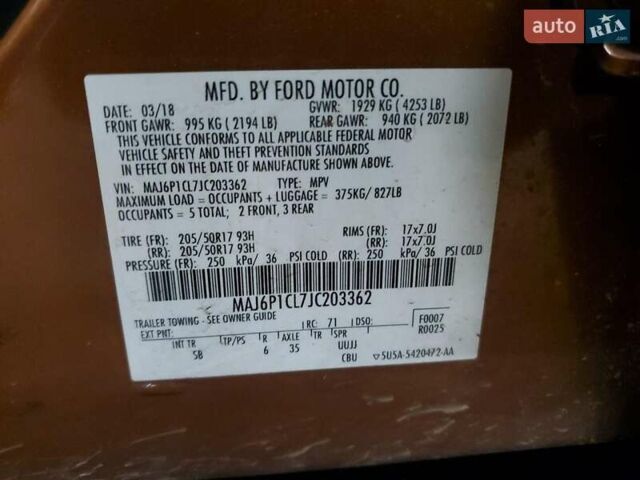 auto RIA
MFD. BY FORD MOTOR CO.
DATE: 03/18 GVWR: 1929 KG ( 4253 LB)
FRONT GAWR: 995 KG ( 2194 LB) REAR GAWR: 940 KG ( 2072 LB)
THIS VEHICLE CONFORMS TO ALL APPLICABLE FEDERAL MOTOR
VEHICLE SAFETY AND THEFT PREVENTION STANDARDS
IN EFFECT ON THE DATE OF MANUFACTURE SHOWN ABOVE.
VIN: MAJ6P1CL7JC203362 TYPE: MPV
MAXIMUM LOAD = OCCUPANTS + LUGGAGE = 375KG/ 827LB
OCCUPANTS = 5 TOTAL; 2 FRONT, 3 REAR
TIRE (FR): 205/50R17 93H RIMS (FR): 17x7.0J
(RR): 205/50R17 93H (RR): 17x7.0J
PRESSURE (FR): 250 kPa/ 36 PSI COLD (RR): 250 kPa/ 36 PSI COLD
MAJ6P1CL7JC203362
TRAILER TOWING - SEE OWNER GUIDE
EXT PNT: RC: 71 DSO: F0007
R0025
INT TR TP/PS R AXLE TR SPR
5B 6 35 UUJJ
CBU 5U5A-5420472-AA